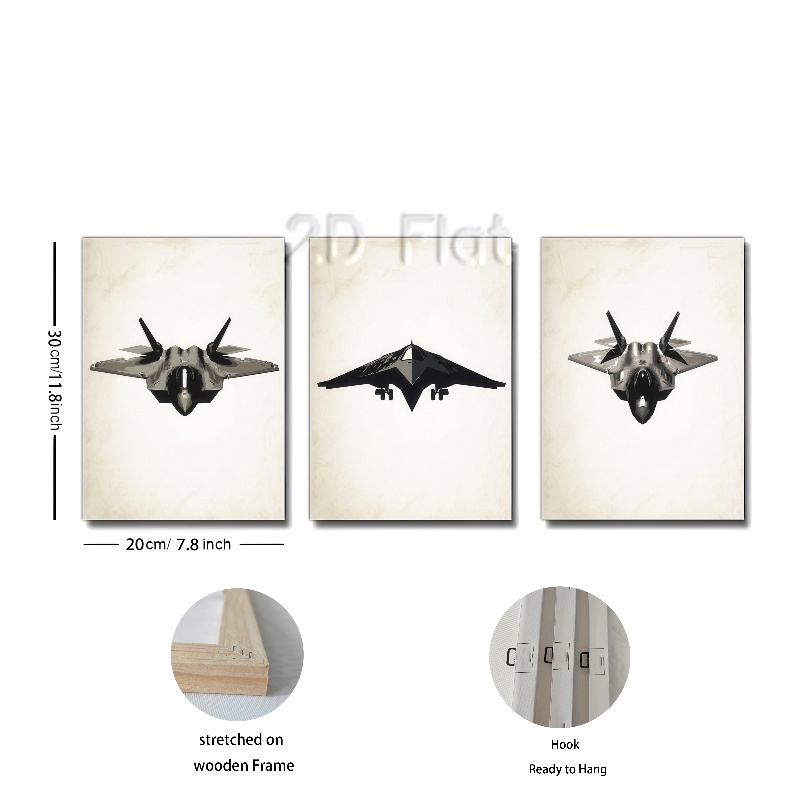 2D Flat
30cm/11.8inch
20cm/ 7.8 inch
stretched on
wooden Frame
Hook
Ready to Hang